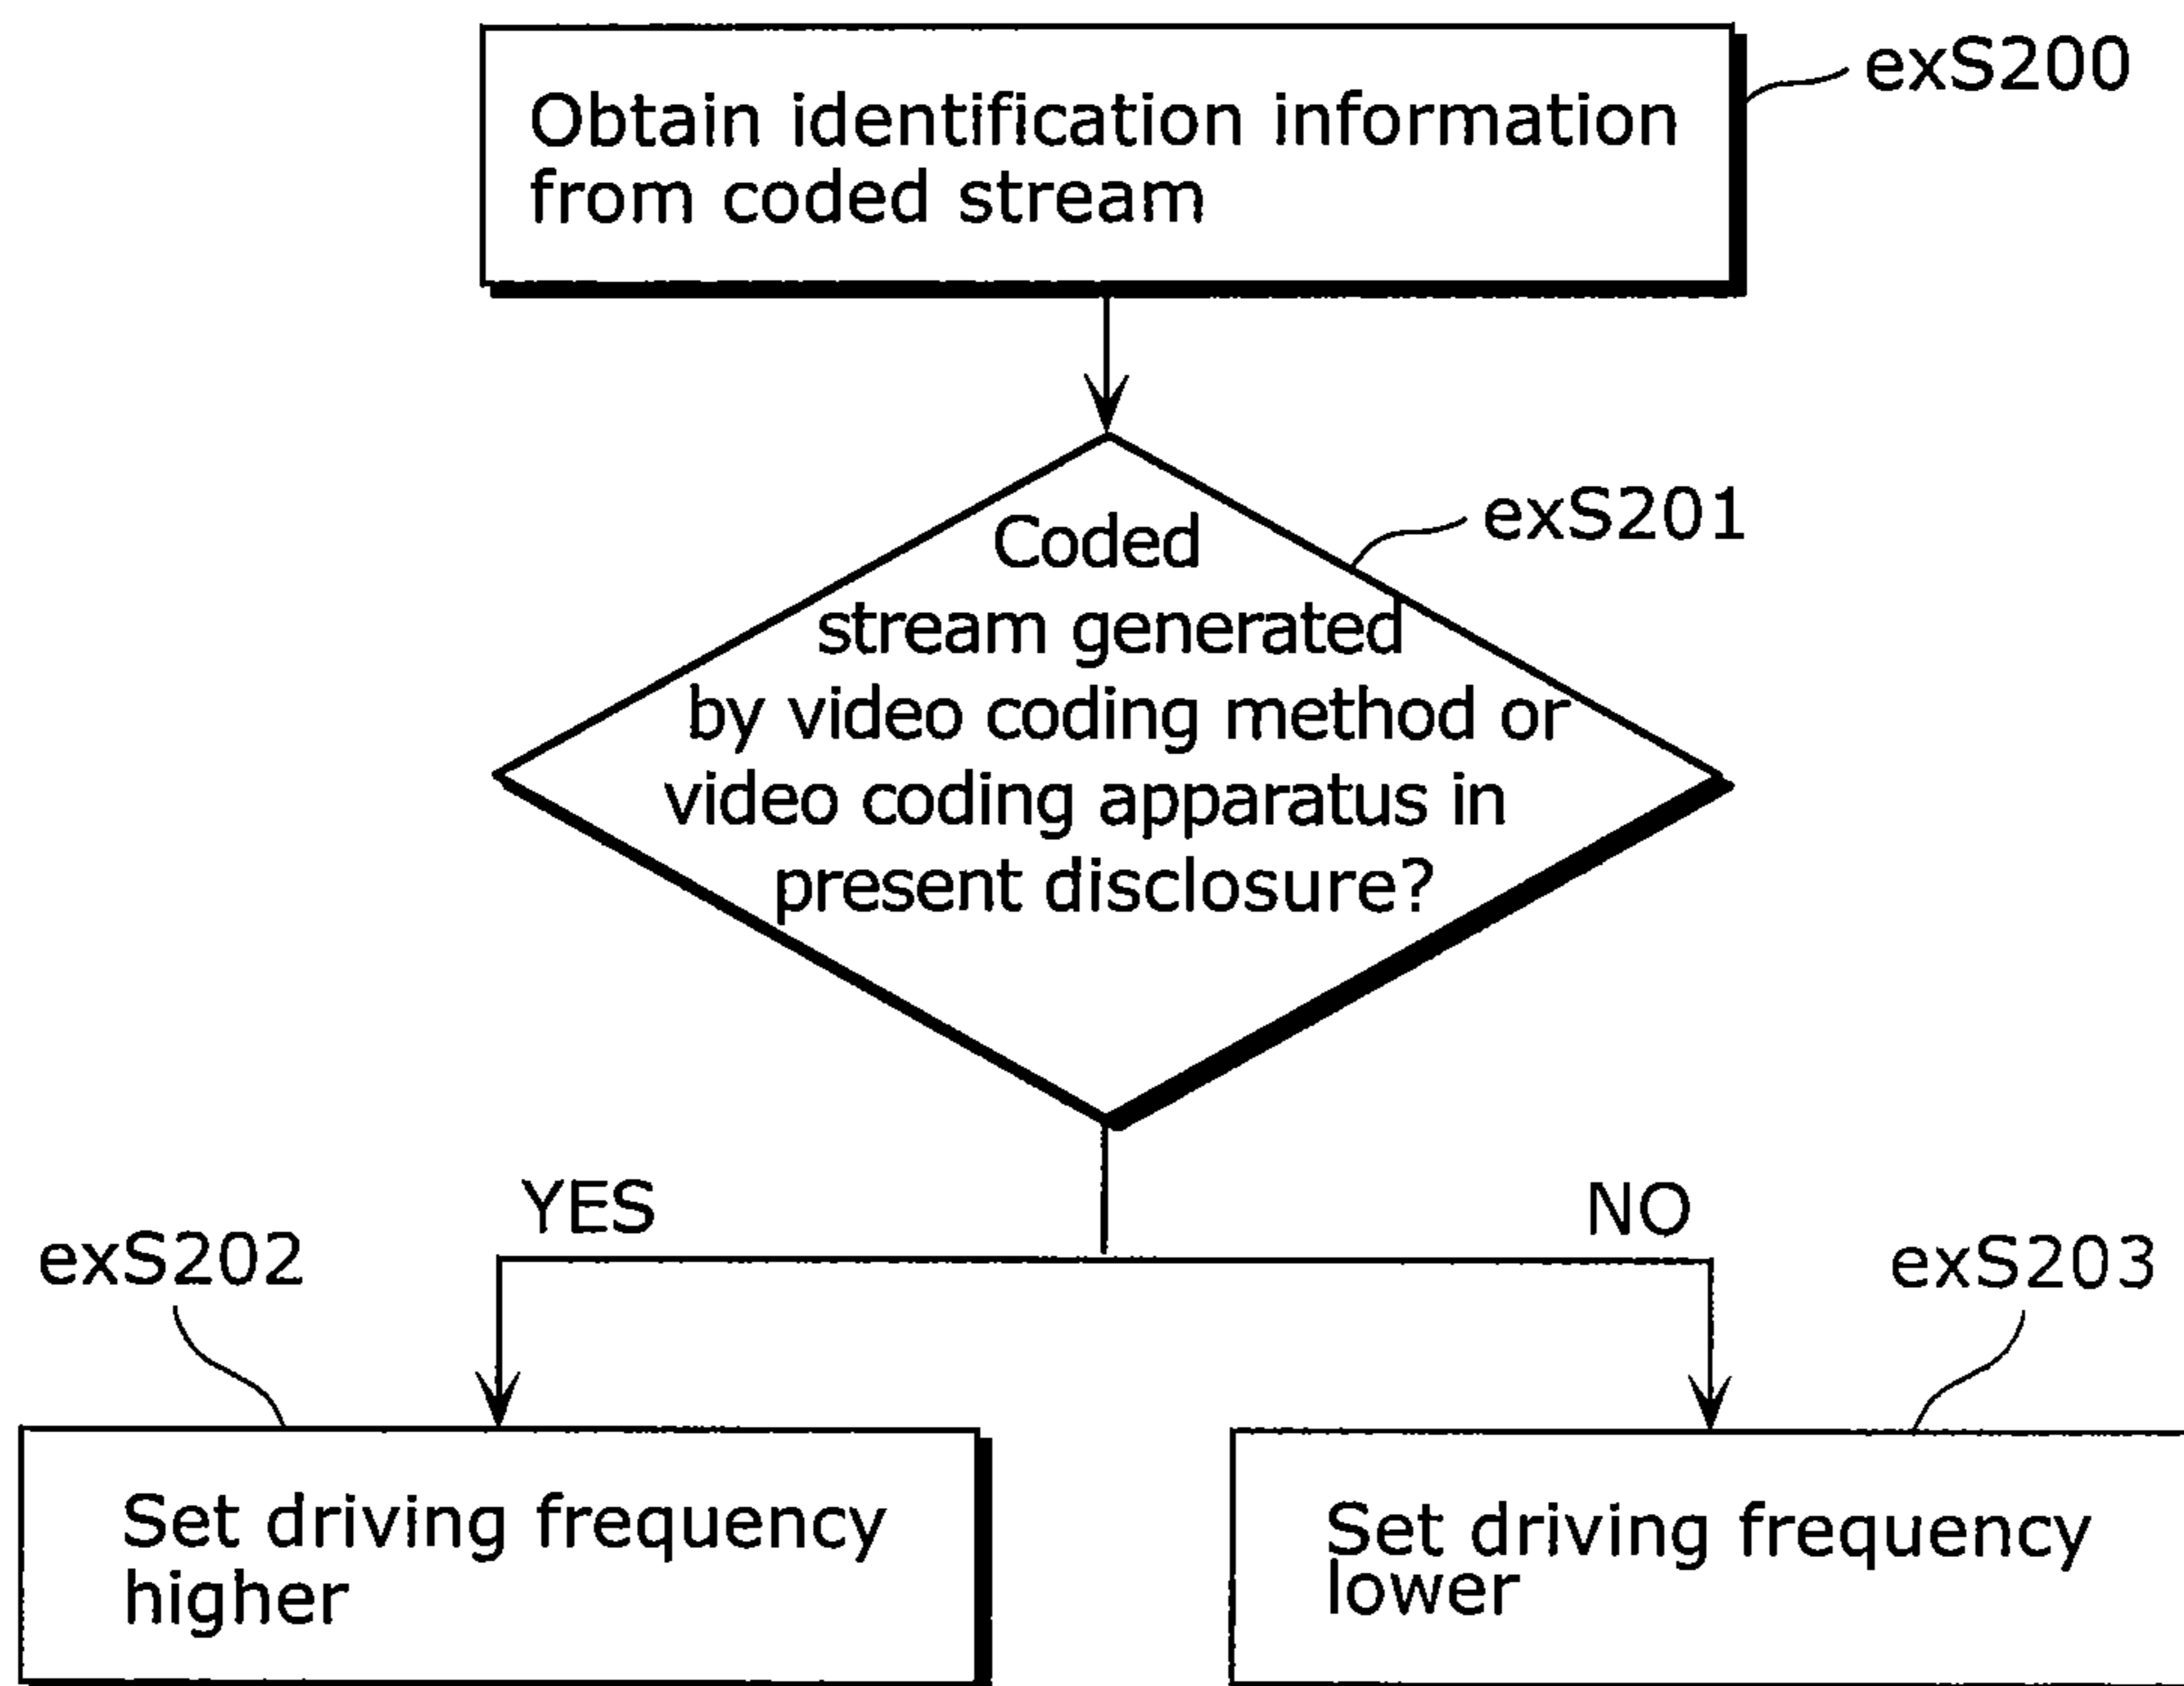 Obtain identification information
from coded stream
exS200
Coded
stream generated
by video coding method or
video coding apparatus in
present disclosure?
exS201
YES
NO
exS202
exS203
Set driving frequency
higher
Set driving frequency
lower